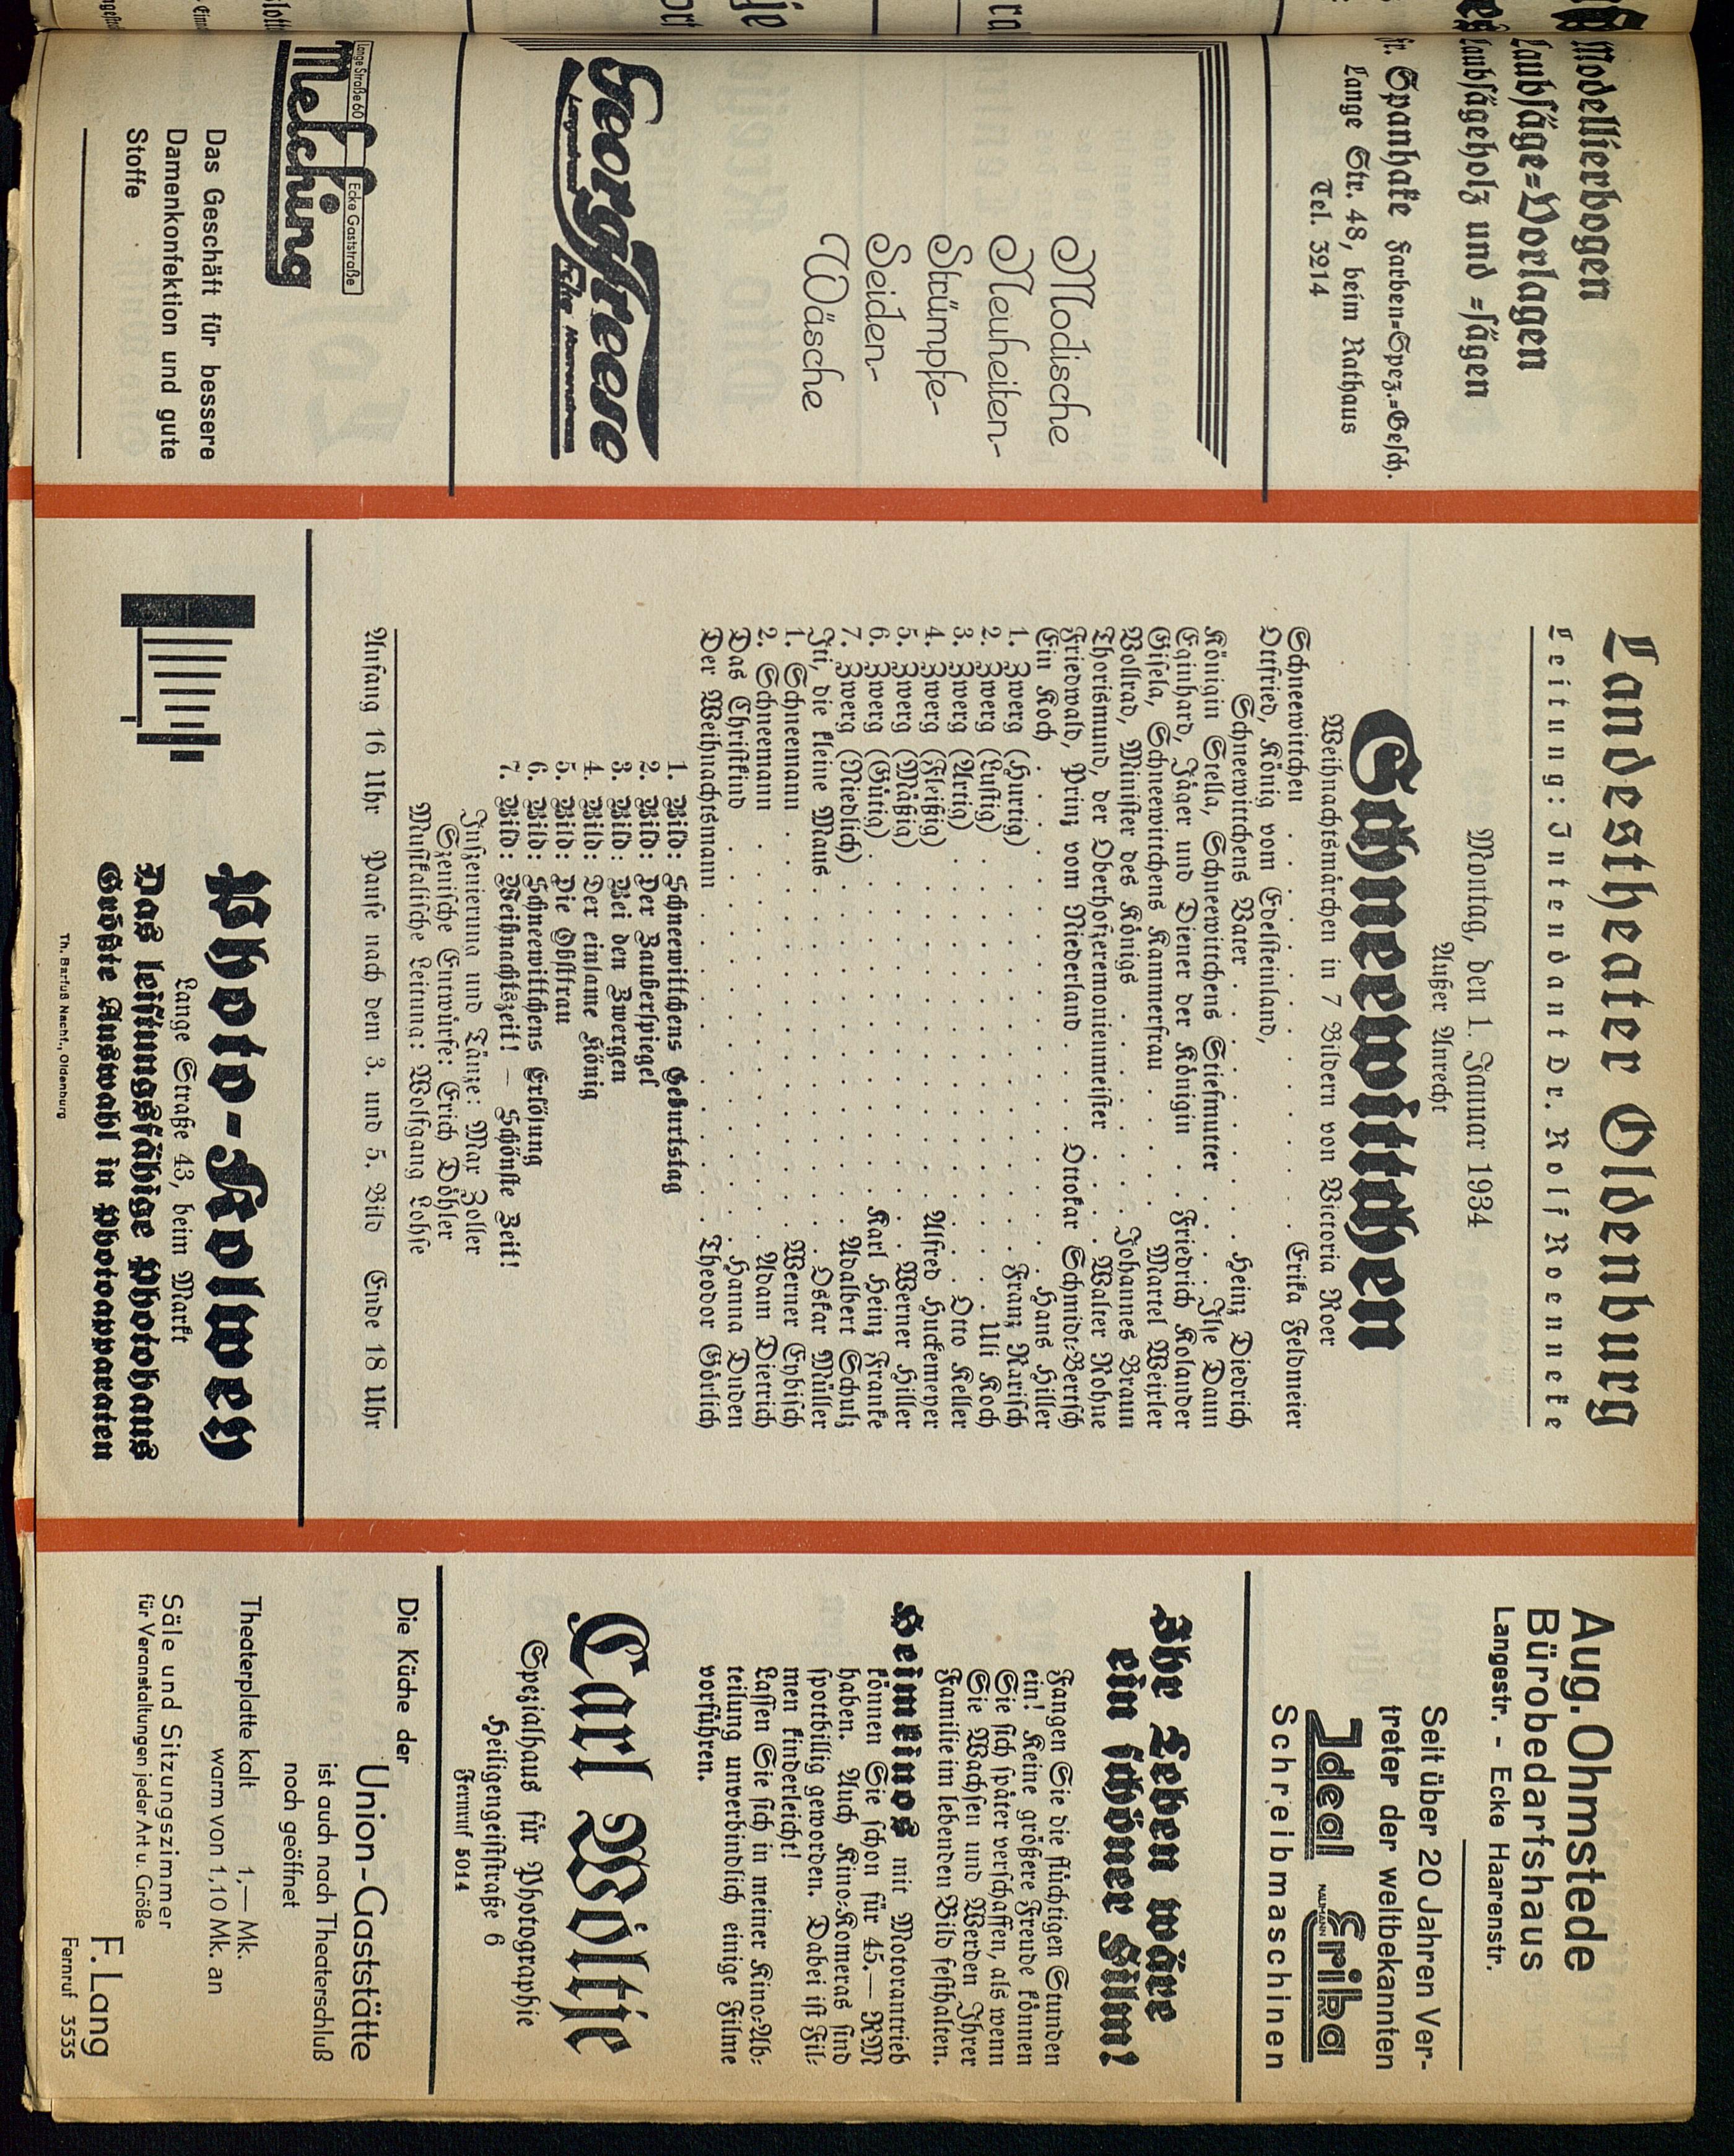 Modellierbogen
Laubsäge=Vorlagen
Laubsägeholz und =sägen
Fr. Spanhake Farben=Spez.=Gesch.
Lange Str. 48, beim Rathaus
Tel. 3214
Modische
Neuheiten-
Strümpfe-
Seiden-
Wäsche
Georg Freese
Langestrasse Ecke Haarenstrasse
Lange Straße 60 Ecke Gaststraße
Melching
Das Geschäft für bessere
Damenkonfektion und gute
Stoffe
Landestheater Oldenburg
Leitung: Intendant Dr. Rolf Roenneke
Montag, den 1. Januar 1934
Außer Anrecht
Schneewittchen
Weihnachtsmärchen in 7 Bildern von Victoria Roer
Schneewittchen . . . . . . . . . . Erika Feldmeier
Ottfried, König vom Edelsteinland,
Schneewittchens Vater . . . . . . . Heinz Diedrich
Königin Stella, Schneewittchens Stiefmutter . . . Ilse Daun
Eginhard, Jäger und Diener der Königin . . Friedrich Kolander
Gisela, Schneewittchens Kammerfrau . . . . Martel Weixler
Vollrad, Minister des Königs . . . . . . Johannes Braun
Thorismund, der Oberhofzeremonienmeister . . . Walter Rohne
Friedwald, Prinz vom Niederland . . . Ottokar Schmidt=Bertsch
Ein Koch . . . . . . . . . . . . Hans Hiller
1. Zwerg (Hurtig) . . . . . . . . . Franz Rarisch
2. Zwerg (Lustig) . . . . . . . . . . Uli Koch
3. Zwerg (Artig) . . . . . . . . . . Otto Keller
4. Zwerg (Fleißig) . . . . . . . . Alfred Huckemeyer
5. Zwerg (Mäßig) . . . . . . . . . Werner Hiller
6. Zwerg (Gütig) . . . . . . . . Karl Heinz Franke
7. Zwerg (Niedlich) . . . . . . . . Adalbert Schulz
Iti, die kleine Maus . . . . . . . . Oskar Müller
1. Schneemann . . . . . . . . . Werner Eybisch
2. Schneemann . . . . . . . . . Adam Dietrich
Das Christkind . . . . . . . . . . Hanna Duden
Der Weihnachtsmann . . . . . . . . Theodor Görlich
1. Bild: Schneewittchens Geburtstag
2. Bild: Der Zauberspiegel
3. Bild: Bei den Zwergen
4. Bild: Der einsame König
5. Bild: Die Obstfrau
6. Bild: Schneewittchens Erlösung
7. Bild: Weihnachtszeit! — Schönste Zeit!
Inszenierung und Tänze: Max Zoller
Szenische Entwürfe: Erich Döhler
Musikalische Leitung: Wolfgang Lohse
Anfang 16 Uhr Pause nach dem 3. und 5. Bild Ende 18 Uhr
Photo-Kolwey
Lange Straße 43, beim Markt
Das leistungsfähige Photohaus
Größte Auswahl in Photoapparaten
Th. Barfuß Nachf., Oldenburg
Aug. Ohmstede
Bürobedarfshaus
Langestr. - Ecke Haarenstr.
Seit über 20 Jahren Ver-
treter der weltbekannten
Ideal NAUMANN Erika
Schreibmaschinen
Ihr Leben wäre
ein schöner Film!
Fangen Sie die flüchtigen Stunden
ein! Keine größere Freude können
Sie sich später verschaffen, als wenn
Sie Wachsen und Werden Ihrer
Familie im lebenden Bild festhalten.
Heimkinos mit Motorantrieb
können Sie schon für 45.— RM
haben. Auch Kino=Komeras sind
spottbillig geworden. Dabei ist Fil=
men kinderleicht!
Lassen Sie sich in meiner Kino=Ab=
teilung unverbindlich einige Filme
vorführen.
Carl Wöltje
Spezialhaus für Photographie
Heiligengeiststraße 6
Fernruf 5014
Die Küche der
Union-Gaststätte
ist auch nach Theaterschluß
noch geöffnet
Theaterplatte kalt 1,— Mk.
warm von 1,10 Mk. an
Säle und Sitzungszimmer
für Veranstaltungen jeder Art u. Größe
F. Lang
Fernruf 3535